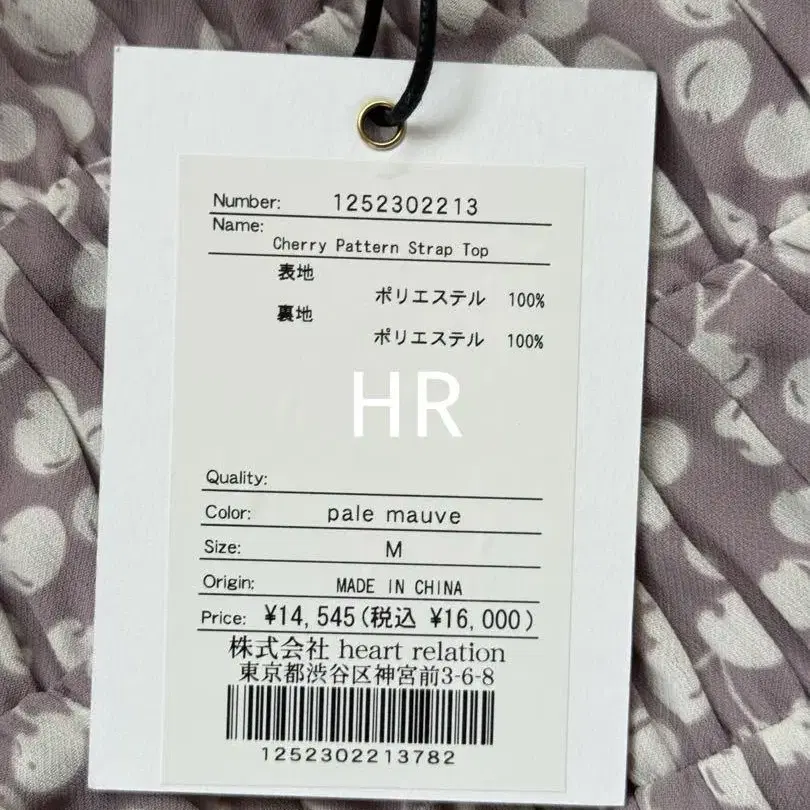 Number: 1252302213
Name:
Cherry Pattern Strap Top
表地
ポリエステル 100%
裏地
ポリエステル 100%
HR
Quality:
Color: pale mauve
Size: M
Origin: MADE IN CHINA
Price: ¥14,545(税込 ¥16,000)
株式会社 heart relation
東京都渋谷区神宮前3-6-8
1252302213782